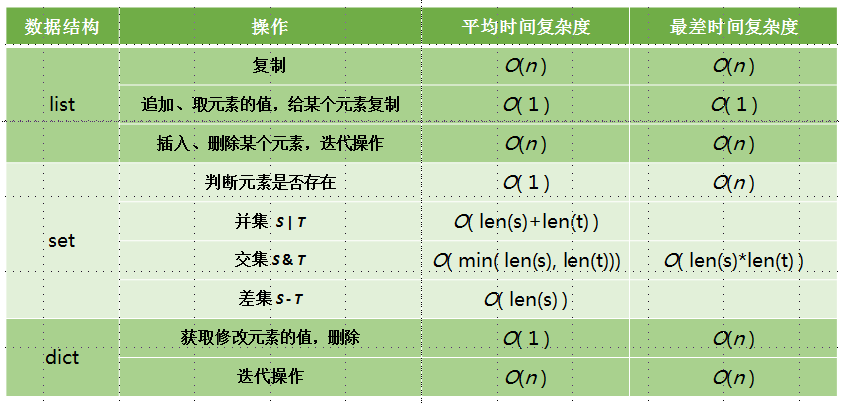 数据结构 操作 平均时间复杂度 最差时间复杂度
list 复制 O(n) O(n)
追加、取元素的值，给某个元素复制 O( 1 ) O( 1 )
插入、删除某个元素，迭代操作 O(n) O(n)
set 判断元素是否存在 O( 1 ) O(n)
并集 S | T O( len(s)+len(t) )
交集S & T O( min( len(s), len(t))) O( len(s)*len(t) )
差集S - T O( len(s) )
dict 获取修改元素的值，删除 O( 1 ) O(n)
迭代操作 O(n) O(n)